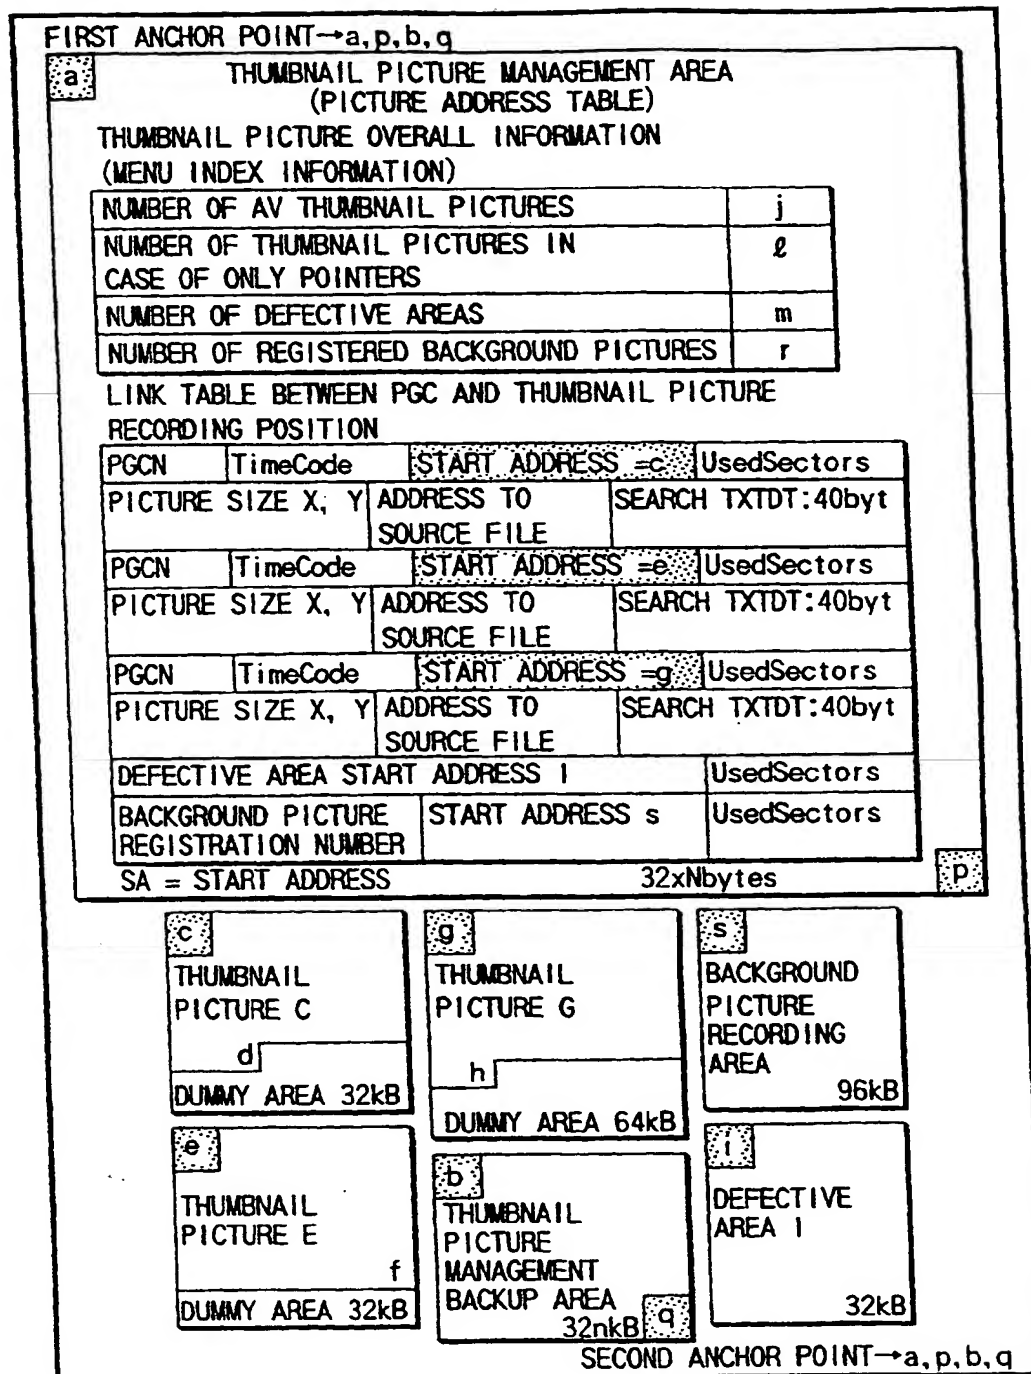 FIRST ANCHOR POINT→a,p,b,q
a
THUMBNAIL PICTURE MANAGEMENT AREA
(PICTURE ADDRESS TABLE)
THUMBNAIL PICTURE OVERALL INFORMATION
(MENU INDEX INFORMATION)
NUMBER OF AV THUMBNAIL PICTURES j
NUMBER OF THUMBNAIL PICTURES IN ℓ
CASE OF ONLY POINTERS
NUMBER OF DEFECTIVE AREAS m
NUMBER OF REGISTERED BACKGROUND PICTURES r
LINK TABLE BETWEEN PGC AND THUMBNAIL PICTURE
RECORDING POSITION
PGCN TimeCode START ADDRESS =c UsedSectors
PICTURE SIZE X, Y ADDRESS TO SEARCH TXTDT:40byt
SOURCE FILE
PGCN TimeCode START ADDRESS =e UsedSectors
PICTURE SIZE X, Y ADDRESS TO SEARCH TXTDT:40byt
SOURCE FILE
PGCN TimeCode START ADDRESS =g UsedSectors
PICTURE SIZE X, Y ADDRESS TO SEARCH TXTDT:40byt
SOURCE FILE
DEFECTIVE AREA START ADDRESS I UsedSectors
BACKGROUND PICTURE START ADDRESS s UsedSectors
REGISTRATION NUMBER
SA = START ADDRESS 32xNbytes p
c
THUMBNAIL
PICTURE C
d
DUMMY AREA 32kB
g
THUMBNAIL
PICTURE G
h
DUMMY AREA 64kB
s
BACKGROUND
PICTURE
RECORDING
AREA
96kB
e
THUMBNAIL
PICTURE E
f
DUMMY AREA 32kB
b
THUMBNAIL
PICTURE
MANAGEMENT
BACKUP AREA
32nkB q
i
DEFECTIVE
AREA I
32kB
SECOND ANCHOR POINT→a,p,b,q